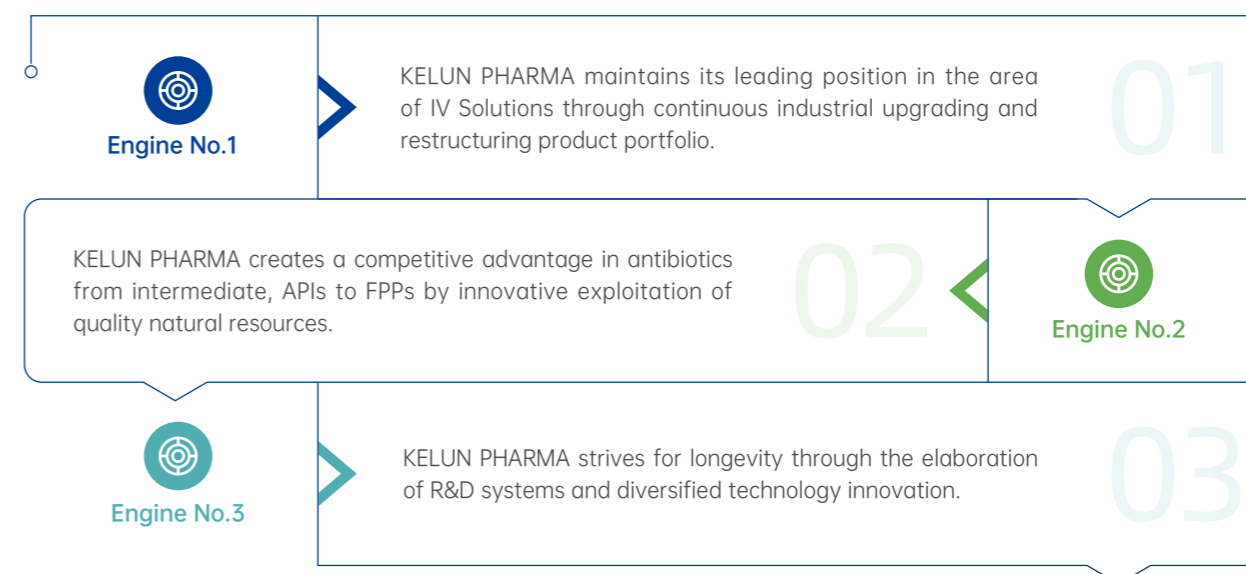 Engine No.1
KELUN PHARMA maintains its leading position in the area
of IV Solutions through continuous industrial upgrading and
restructuring product portfolio.
01
KELUN PHARMA creates a competitive advantage in antibiotics
from intermediate, APIs to FPPs by innovative exploitation of
quality natural resources.
02
Engine No.2
Engine No.3
KELUN PHARMA strives for longevity through the elaboration
of R&D systems and diversified technology innovation.
03